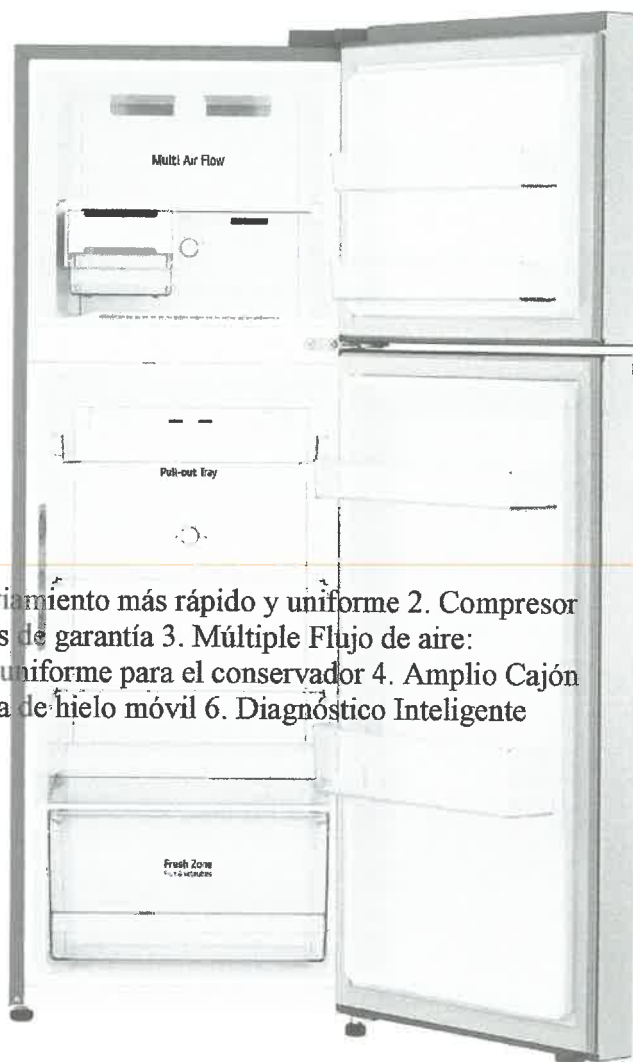 Multi Air Flow
Pull-out Tray
iamiento más rápido y uniforme 2. Compresor
s de garantía 3. Múltiple Flujo de aire:
uniforme para el conservador 4. Amplio Cajón
a de hielo móvil 6. Diagnóstico Inteligente
Fresh Zone